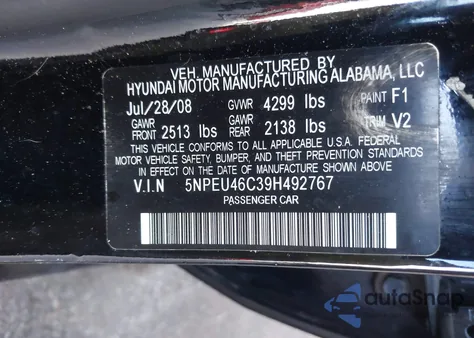 VEH. MANUFACTURED BY
HYUNDAI MOTOR MANUFACTURING ALABAMA, LLC
Jul/28/08 GVWR 4299 lbs PAINT F1
GAWR FRONT 2513 lbs GAWR REAR 2138 lbs TRIM V2
THIS VEHICLE CONFORMS TO ALL APPLICABLE U.S.A. FEDERAL
MOTOR VEHICLE SAFETY, BUMPER, AND THEFT PREVENTION
STANDARDS IN EFFECT ON THE DATE OF MANUFACTURE SHOWN ABOVE
V.I.N 5NPEU46C39H492767
PASSENGER CAR
autoSnap